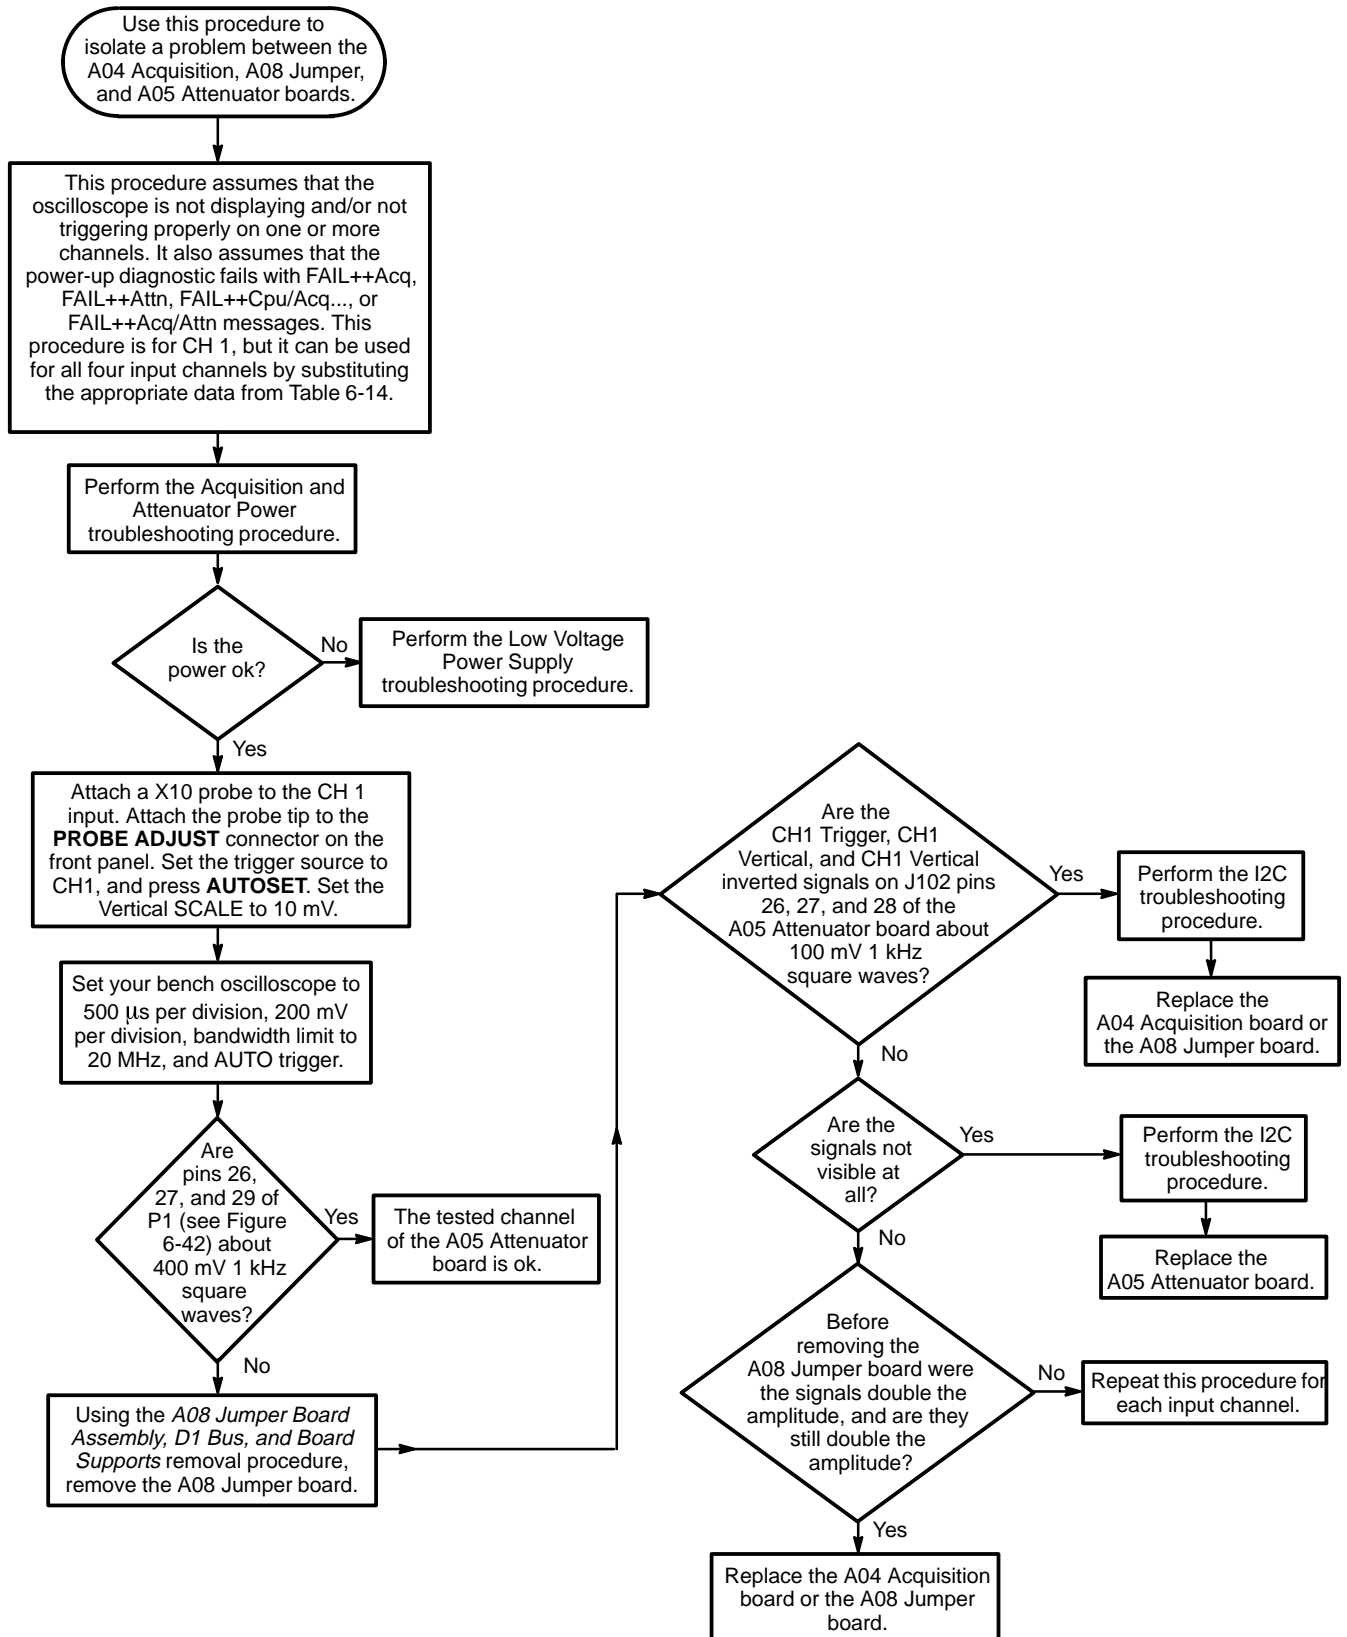 Use this procedure to
isolate a problem between the
A04 Acquisition, A08 Jumper,
and A05 Attenuator boards.
This procedure assumes that the
oscilloscope is not displaying and/or not
triggering properly on one or more
channels. It also assumes that the
power-up diagnostic fails with FAIL++Acq,
FAIL++Attn, FAIL++Cpu/Acq..., or
FAIL++Acq/Attn messages. This
procedure is for CH 1, but it can be used
for all four input channels by substituting
the appropriate data from Table 6-14.
Perform the Acquisition and
Attenuator Power
troubleshooting procedure.
Is the
power ok?
No
Perform the Low Voltage
Power Supply
troubleshooting procedure.
Yes
Attach a X10 probe to the CH 1
input. Attach the probe tip to the
PROBE ADJUST connector on the
front panel. Set the trigger source to
CH1, and press AUTOSET. Set the
Vertical SCALE to 10 mV.
Set your bench oscilloscope to
500 µs per division, 200 mV
per division, bandwidth limit to
20 MHz, and AUTO trigger.
Are
pins 26,
27, and 29 of
P1 (see Figure
6-42) about
400 mV 1 kHz
square
waves?
Yes
The tested channel
of the A05 Attenuator
board is ok.
No
Using the A08 Jumper Board
Assembly, D1 Bus, and Board
Supports removal procedure,
remove the A08 Jumper board.
Are the
CH1 Trigger, CH1
Vertical, and CH1 Vertical
inverted signals on J102 pins
26, 27, and 28 of the
A05 Attenuator board about
100 mV 1 kHz
square waves?
Yes
Perform the I2C
troubleshooting
procedure.
Replace the
A04 Acquisition board or
the A08 Jumper board.
No
Are the
signals not
visible at
all?
Yes
Perform the I2C
troubleshooting
procedure.
Replace the
A05 Attenuator board.
No
Before
removing the
A08 Jumper board were
the signals double the
amplitude, and are they
still double the
amplitude?
No
Repeat this procedure for
each input channel.
Yes
Replace the A04 Acquisition
board or the A08 Jumper
board.